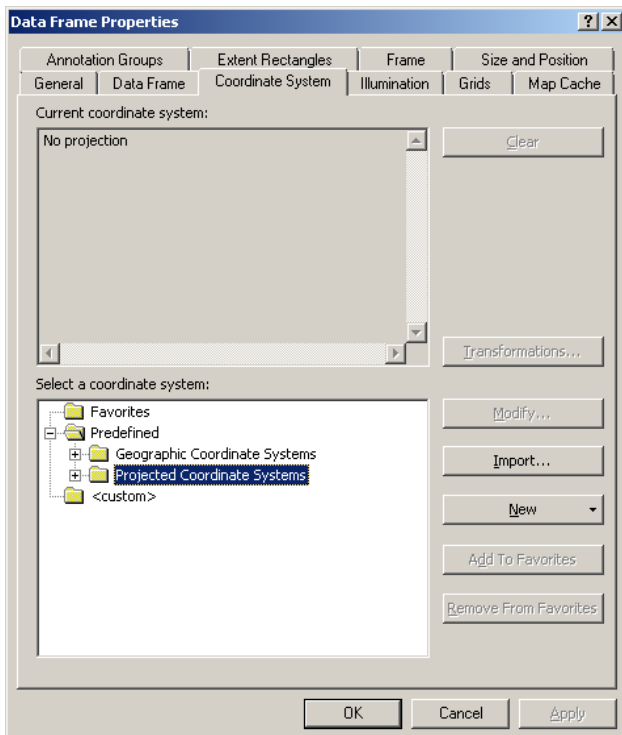 Data Frame Properties
Annotation Groups Extent Rectangles Frame Size and Position
General Data Frame Coordinate System Illumination Grids Map Cache
Current coordinate system:
No projection
Clear
Transformations...
Select a coordinate system:
Favorites
Modify...
Predefined
Geographic Coordinate Systems
Import...
Projected Coordinate Systems
<custom>
New
Add To Favorites
Remove From Favorites
OK Cancel Apply